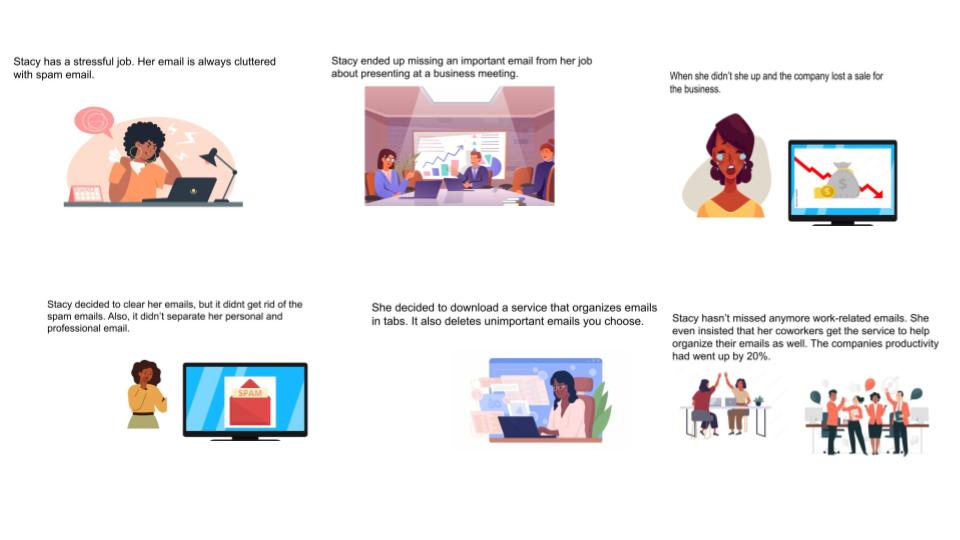 Stacy has a stressful job. Her email is always cluttered
with spam email.
Stacy ended up missing an important email from her job
about presenting at a business meeting.
When she didn't she up and the company lost a sale for
the business.
Stacy decided to clear her emails, but it didnt get rid of the
spam emails. Also, it didn't separate her personal and
professional email.
SPAM
She decided to download a service that organizes emails
in tabs. It also deletes unimportant emails you choose.
Stacy hasn't missed anymore work-related emails. She
even insisted that her coworkers get the service to help
organize their emails as well. The companies productivity
had went up by 20%.